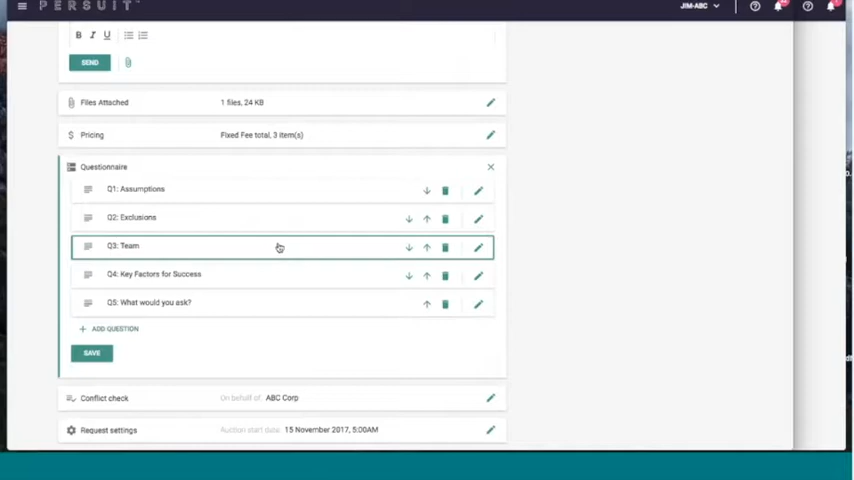 PERSUIT
JIM-ABC
B I U
SEND
Files Attached 1 files, 24 KB
$ Pricing Fixed Fee total, 3 item(s)
Questionnaire
Q1: Assumptions
Q2: Exclusions
Q3: Team
Q4: Key Factors for Success
Q5: What would you ask?
+ ADD QUESTION
SAVE
Conflict check On behalf of: ABC Corp
Request settings Auction start date: 15 November 2017, 5:00AM